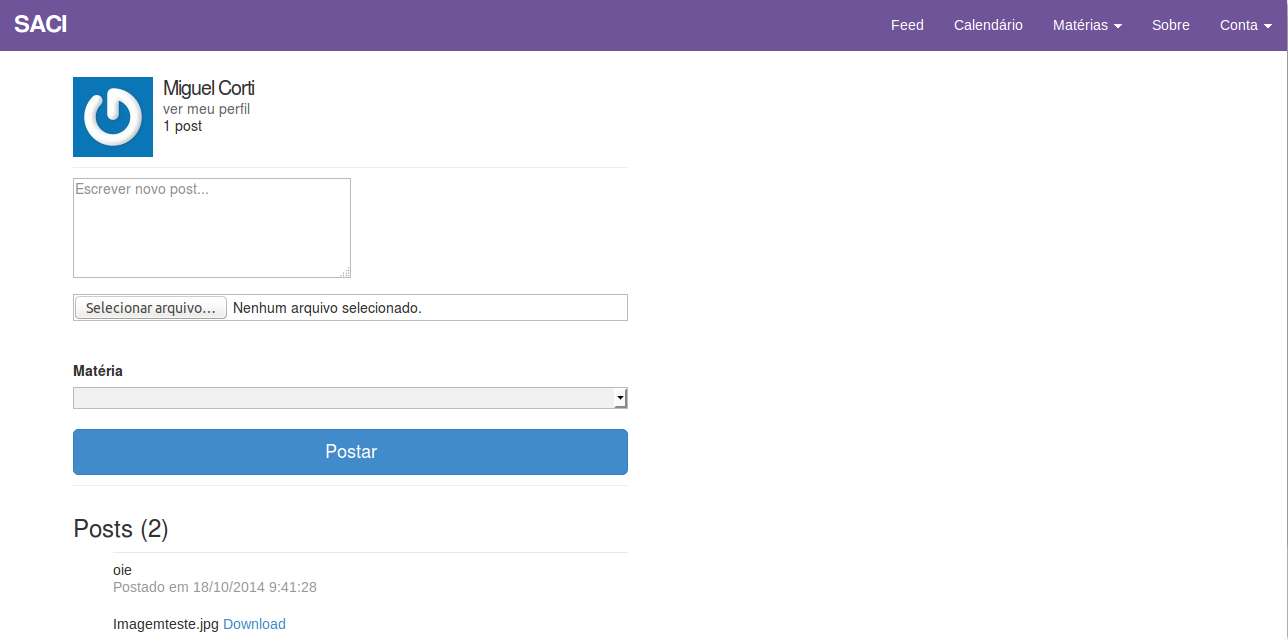 SACI
Feed Calendário Matérias Sobre Conta
Miguel Corti
ver meu perfil
1 post
Escrever novo post...
Selecionar arquivo... Nenhum arquivo selecionado.
Matéria
Postar
Posts (2)
oie
Postado em 18/10/2014 9:41:28
Imagemteste.jpg Download